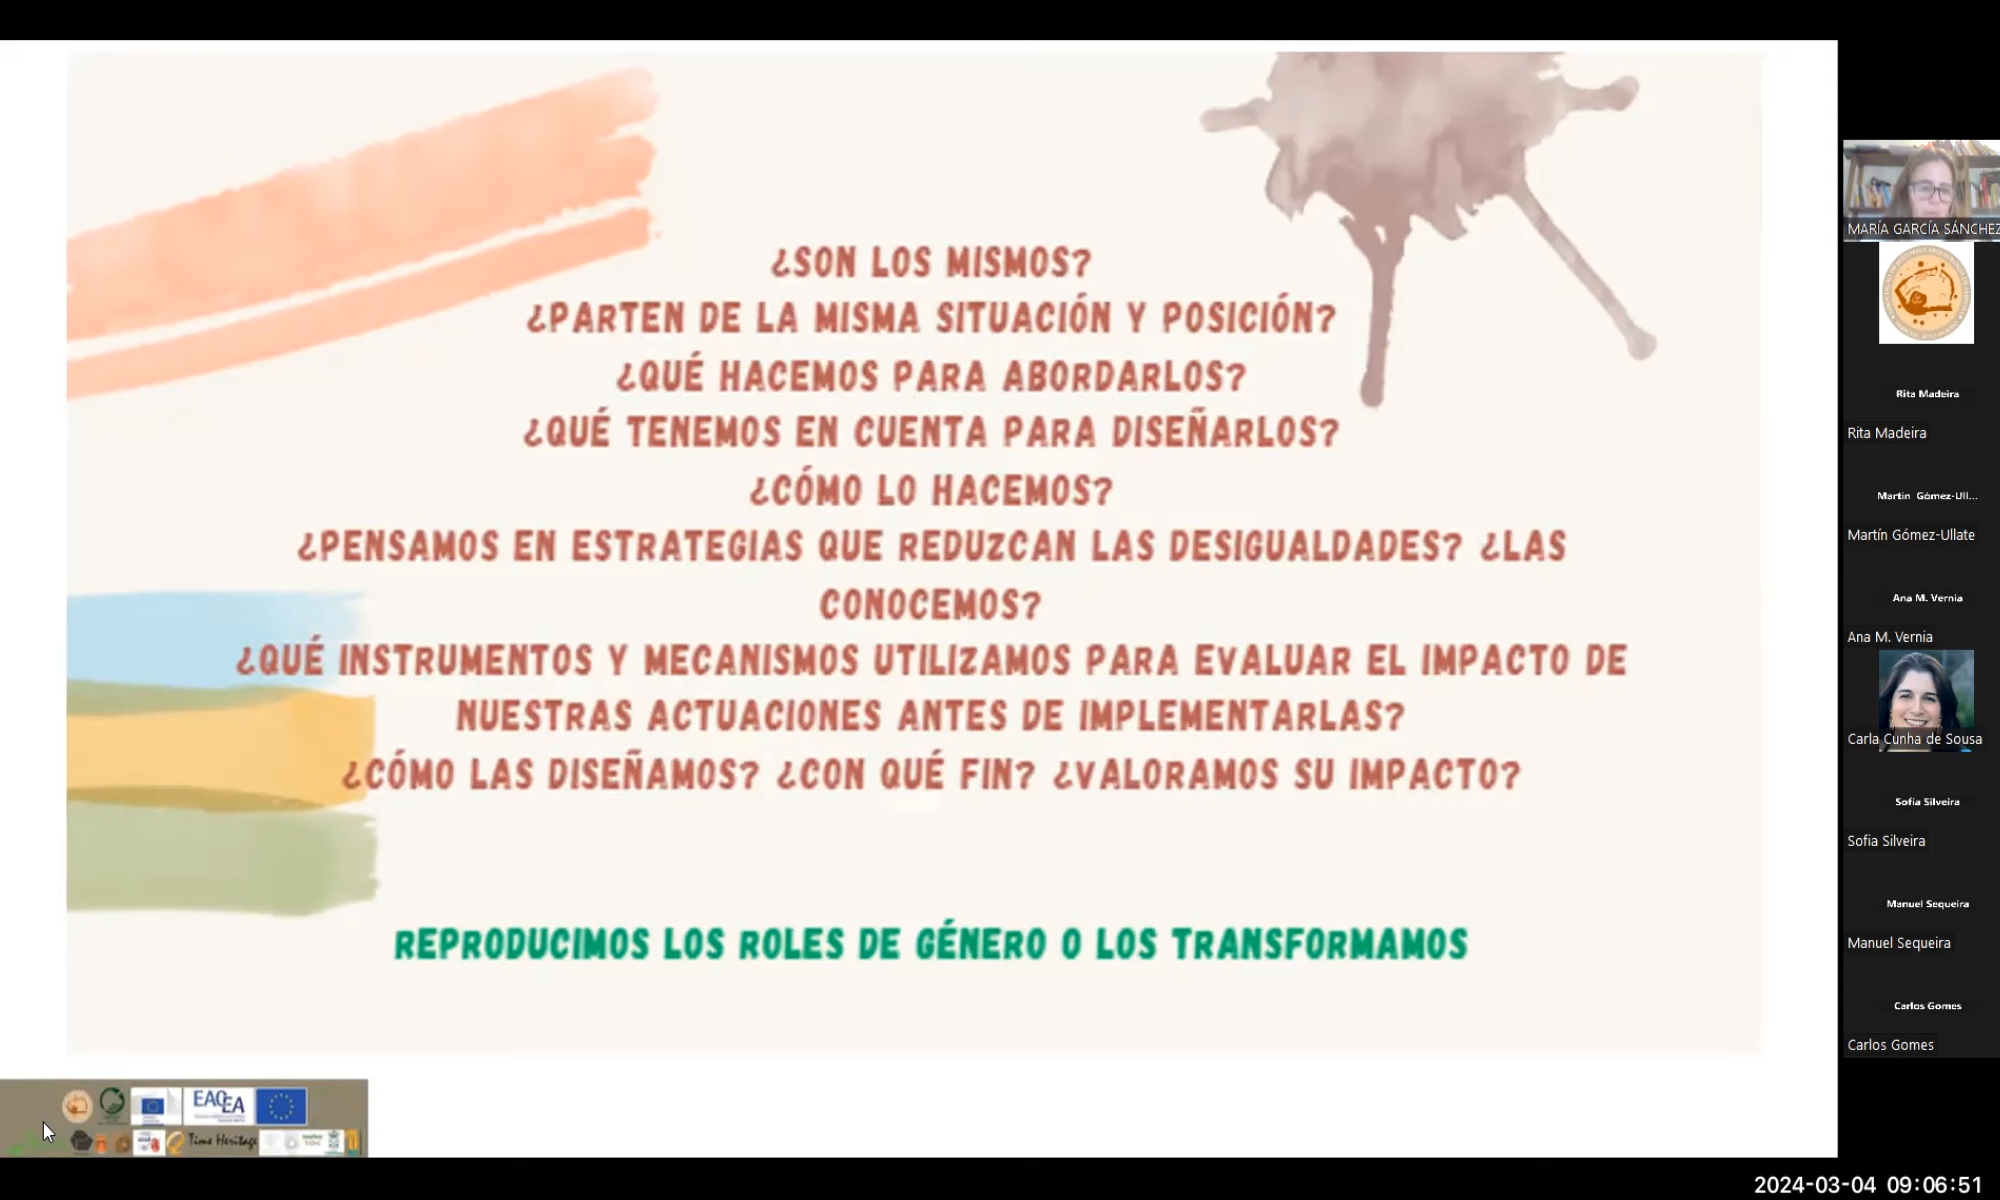 ¿SON LOS MISMOS?
¿PARTEN DE LA MISMA SITUACIÓN Y POSICIÓN?
¿QUÉ HACEMOS PARA ABORDARLOS?
¿QUÉ TENEMOS EN CUENTA PARA DISEÑARLOS?
¿CÓMO LO HACEMOS?
¿PENSAMOS EN ESTRATEGIAS QUE REDUZCAN LAS DESIGUALDADES? ¿LAS
CONOCEMOS?
¿QUÉ INSTRUMENTOS Y MECANISMOS UTILIZAMOS PARA EVALUAR EL IMPACTO DE
NUESTRAS ACTUACIONES ANTES DE IMPLEMENTARLAS?
¿CÓMO LAS DISEÑAMOS? ¿CON QUÉ FIN? ¿VALORAMOS SU IMPACTO?
REPRODUCIMOS LOS ROLES DE GÉNERO O LOS TRANSFORMAMOS
EACEA
Time Heritage
MARÍA GARCÍA SÁNCHEZ
Rita Madeira
Rita Madeira
Martín Gómez-Ull...
Martín Gómez-Ullate
Ana M. Vernia
Ana M. Vernia
Carla Cunha de Sousa
Sofia Silveira
Sofia Silveira
Manuel Sequeira
Manuel Sequeira
Carlos Gomes
Carlos Gomes
2024-03-04 09:06:51